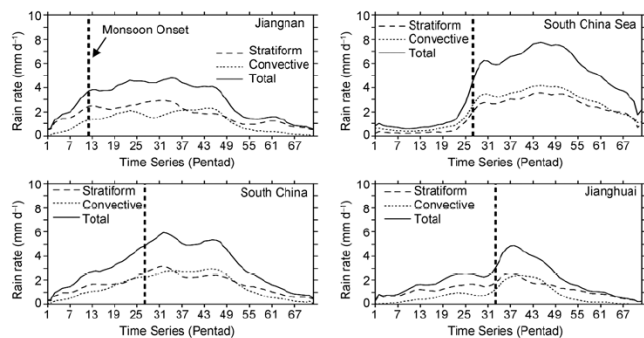 Jiangnan
Monsoon Onset
Stratiform
Convective
Total
Rain rate (mm d⁻¹)
10
8
6
4
2
0
1 7 13 19 25 31 37 43 49 55 61 67
Time Series (Pentad)
South China Sea
Stratiform
Convective
Total
Rain rate (mm d⁻¹)
10
8
6
4
2
0
1 7 13 19 25 31 37 43 49 55 61 67
Time Series (Pentad)
South China
Stratiform
Convective
Total
Rain rate (mm d⁻¹)
10
8
6
4
2
0
1 7 13 19 25 31 37 43 49 55 61 67
Time Series (Pentad)
Jianghuai
Stratiform
Convective
Total
Rain rate (mm d⁻¹)
10
8
6
4
2
0
1 7 13 19 25 31 37 43 49 55 61 67
Time Series (Pentad)